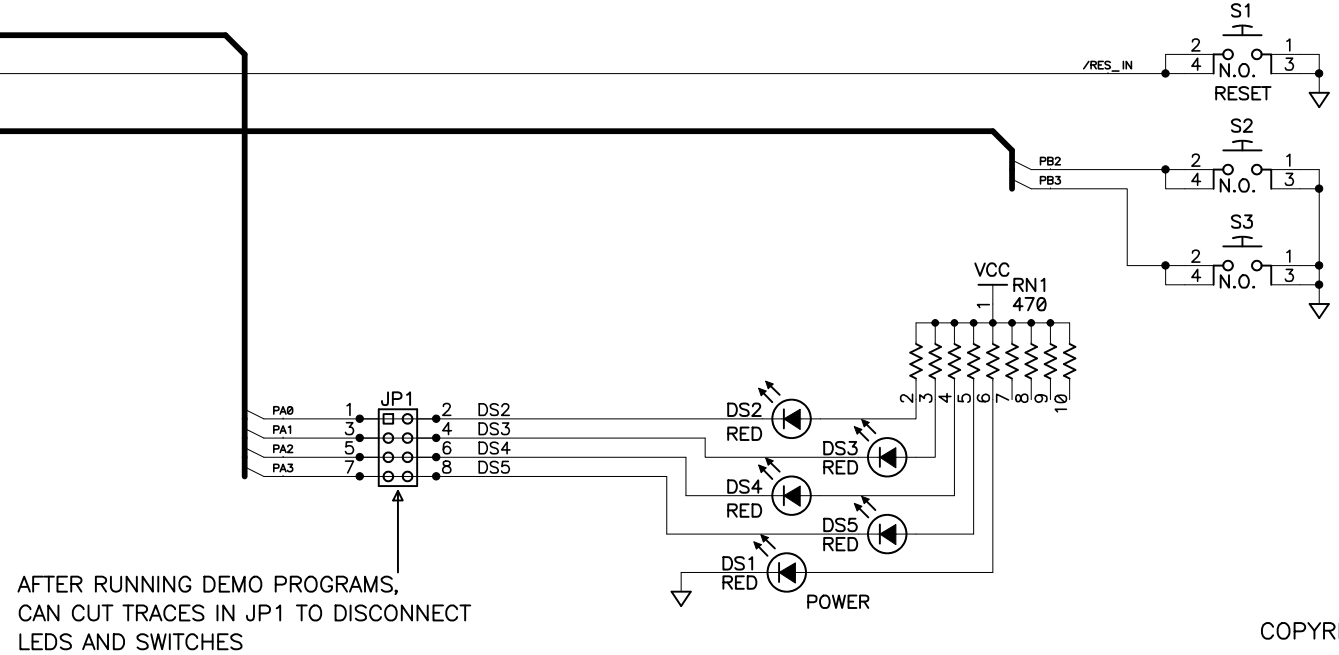 S1
2 1
/RES_IN 4 N.O. 3
RESET
S2
PB2 2 1
PB3 4 N.O. 3
S3
2 1
4 N.O. 3
VCC
RN1
1 470
2 3 4 5 6 7 8 9 10
JP1
PA0 1 2 DS2
PA1 3 4 DS3
PA2 5 6 DS4
PA3 7 8 DS5
DS2
RED
DS3
RED
DS4
RED
DS5
RED
DS1
RED
POWER
AFTER RUNNING DEMO PROGRAMS,
CAN CUT TRACES IN JP1 TO DISCONNECT
LEDS AND SWITCHES